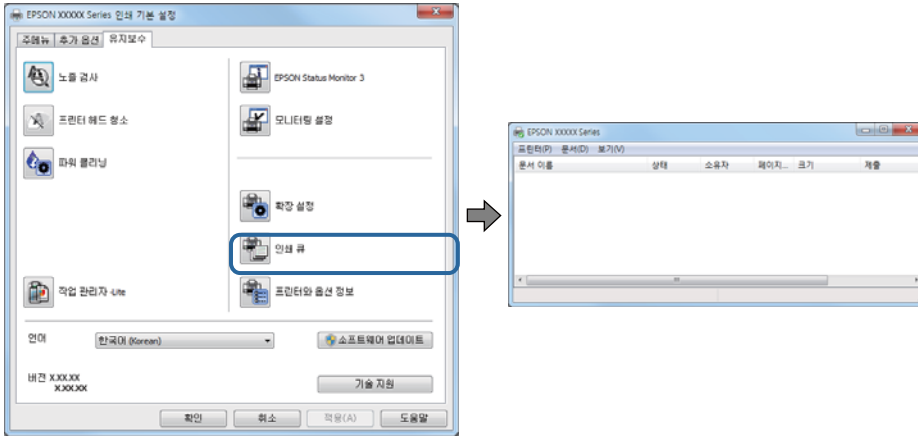 EPSON XXXXX Series 인쇄 기본 설정
주메뉴 추가 옵션 유지보수
노즐 검사
EPSON Status Monitor 3
프린터 헤드 청소
모니터링 설정
파워 클리닝
확장 설정
인쇄 큐
작업 관리자 -Lite
프린터와 옵션 정보
언어
한국어 (Korean)
소프트웨어 업데이트
버전 X.XX.XX
X.XX.XX
기술 지원
확인 취소 적용(A) 도움말
EPSON XXXXX Series
프린터(P) 문서(D) 보기(V)
문서 이름 상태 소유자 페이지... 크기 제출